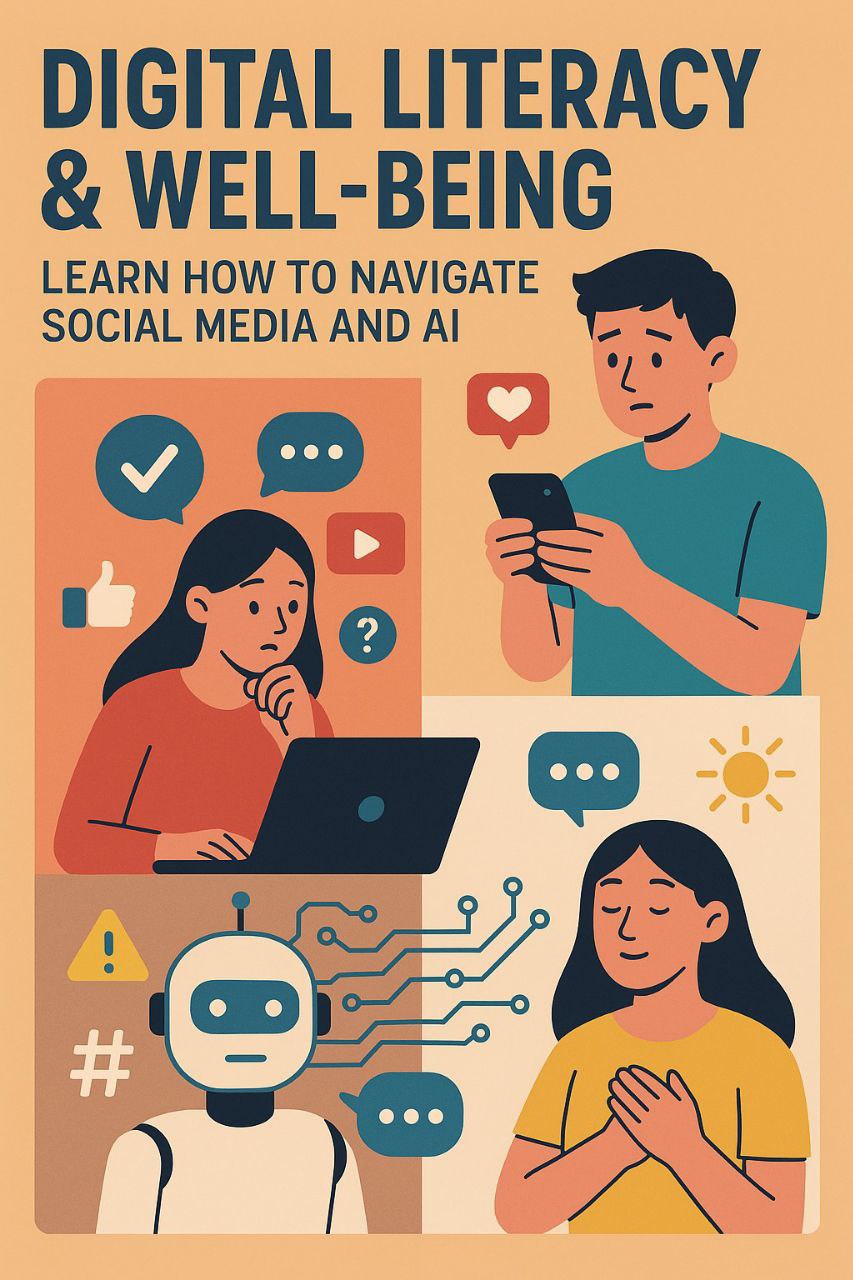 DIGITAL LITERACY
& WELL-BEING
LEARN HOW TO NAVIGATE
SOCIAL MEDIA AND AI
?
!
#